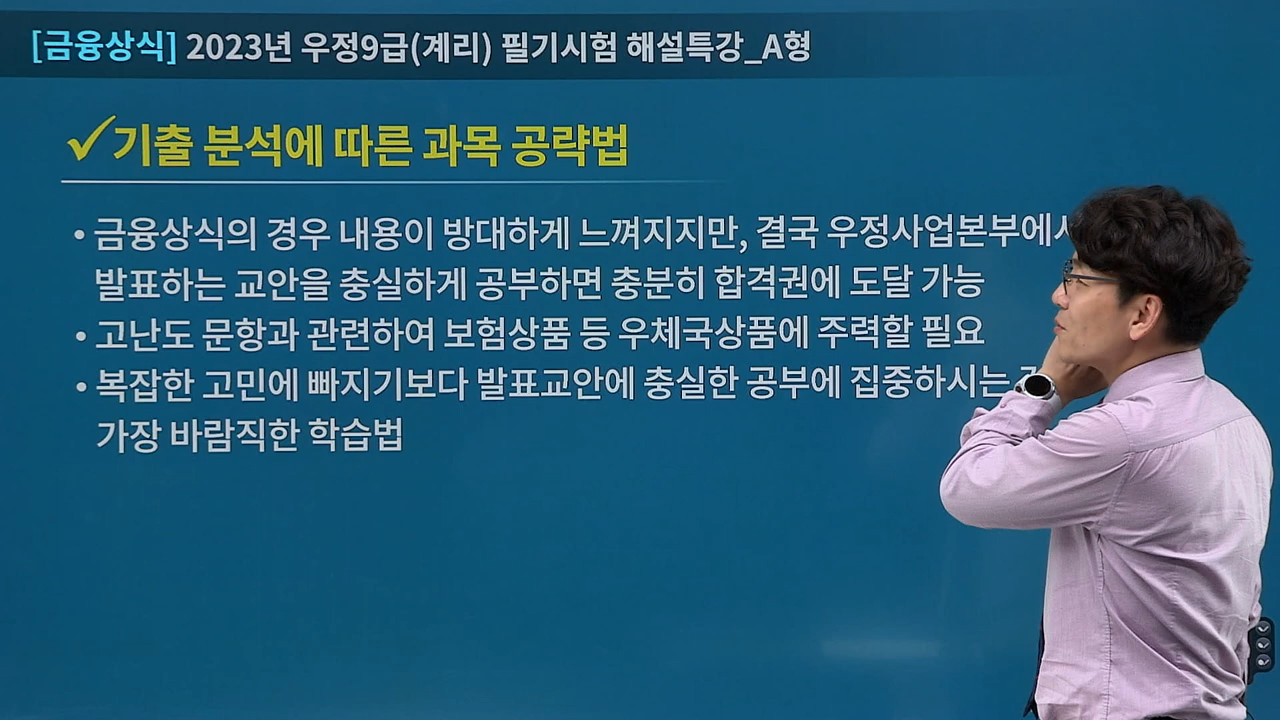 [금융상식] 2023년 우정9급(계리) 필기시험 해설특강_A형
✓기출 분석에 따른 과목 공략법
• 금융상식의 경우 내용이 방대하게 느껴지지만, 결국 우정사업본부에서
발표하는 교안을 충실하게 공부하면 충분히 합격권에 도달 가능
• 고난도 문항과 관련하여 보험상품 등 우체국상품에 주력할 필요
• 복잡한 고민에 빠지기보다 발표교안에 충실한 공부에 집중하시는
가장 바람직한 학습법